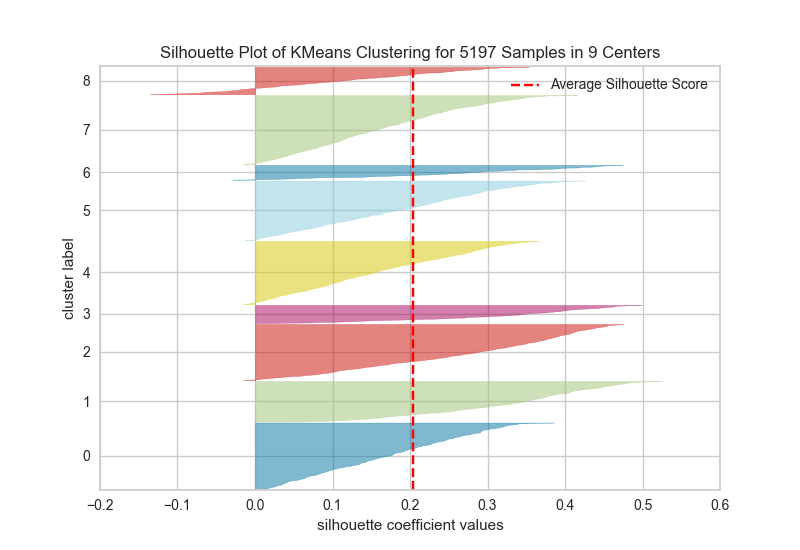 Silhouette Plot of KMeans Clustering for 5197 Samples in 9 Centers
Average Silhouette Score
8
7
6
5
4
3
2
1
0
cluster label
−0.2 −0.1 0.0 0.1 0.2 0.3 0.4 0.5 0.6
silhouette coefficient values